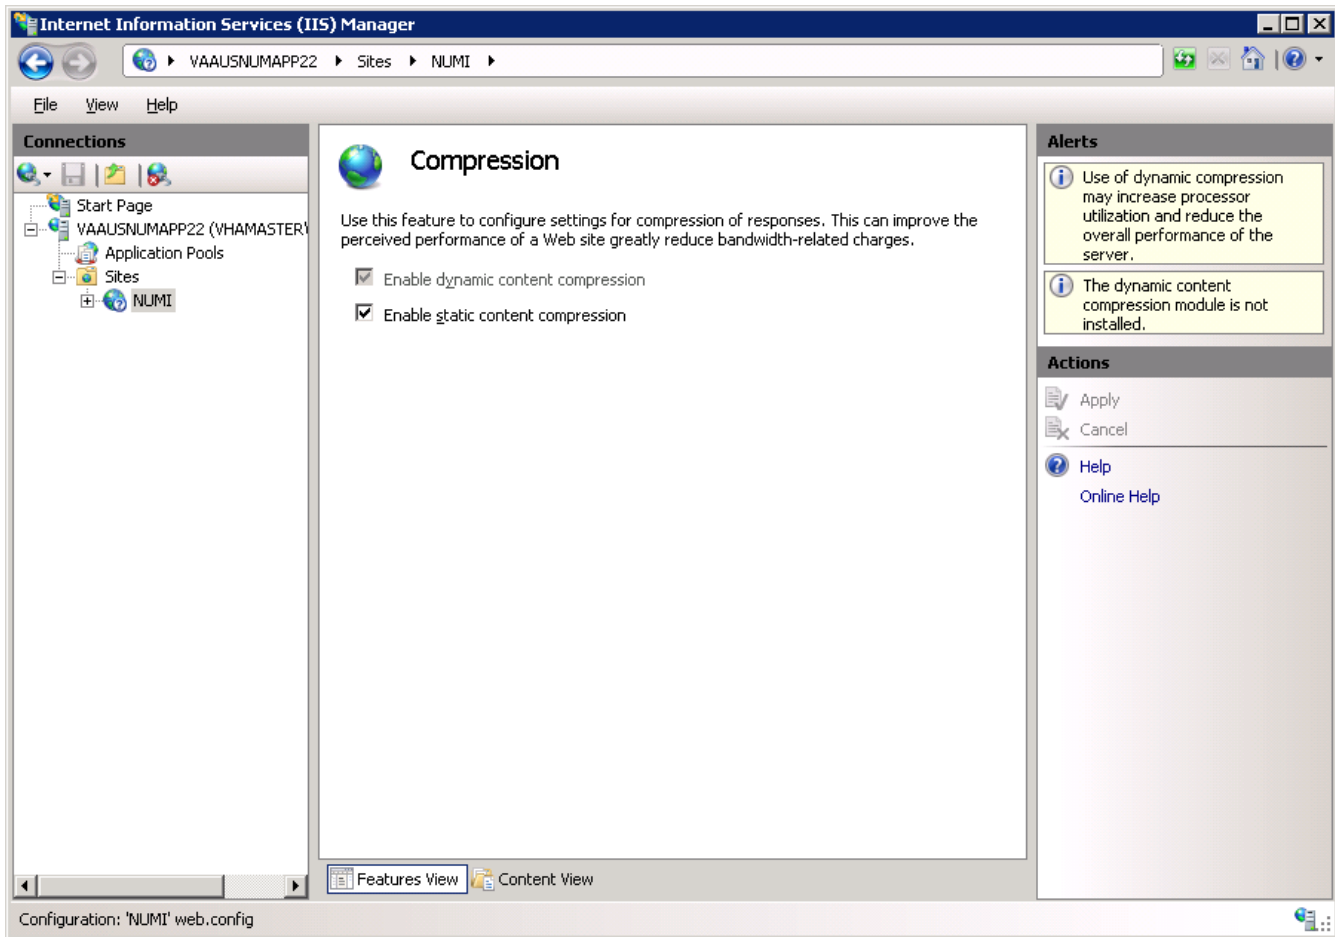 Internet Information Services (IIS) Manager
VAAUSNUMAPP22 Sites NUMI
File View Help
Connections
Start Page
VAAUSNUMAPP22 (VHAMASTER\
Application Pools
Sites
NUMI
Compression
Use this feature to configure settings for compression of responses. This can improve the
perceived performance of a Web site greatly reduce bandwidth-related charges.
Enable dynamic content compression
Enable static content compression
Features View Content View
Alerts
Use of dynamic compression
may increase processor
utilization and reduce the
overall performance of the
server.
The dynamic content
compression module is not
installed.
Actions
Apply
Cancel
Help
Online Help
Configuration: 'NUMI' web.config